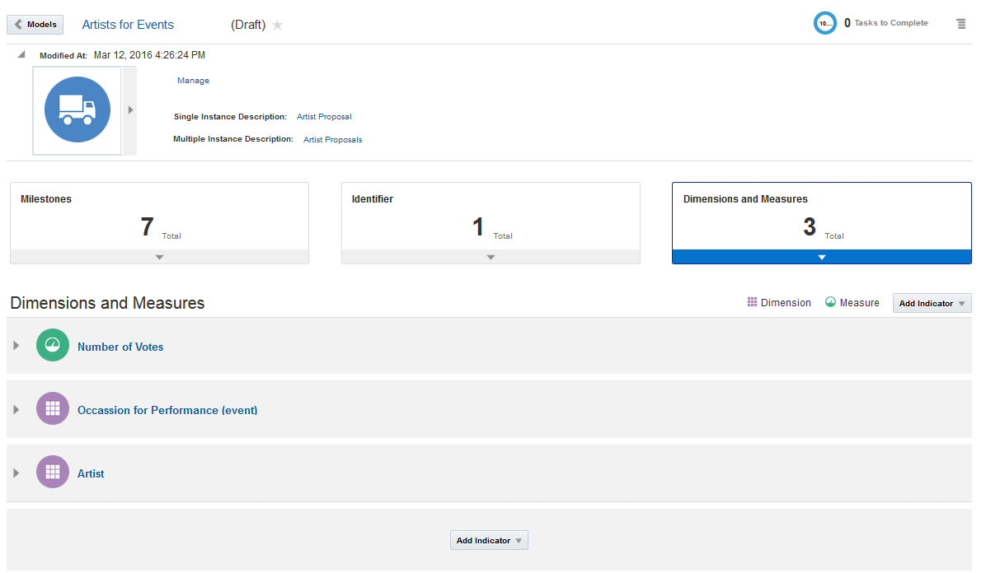 Models Artists for Events (Draft) 10... 0 Tasks to Complete
Modified At: Mar 12, 2016 4:26:24 PM
Manage
Single Instance Description: Artist Proposal
Multiple Instance Description: Artist Proposals
Milestones Identifier Dimensions and Measures
7 Total 1 Total 3 Total
Dimensions and Measures Dimension Measure Add Indicator
Number of Votes
Occassion for Performance (event)
Artist
Add Indicator